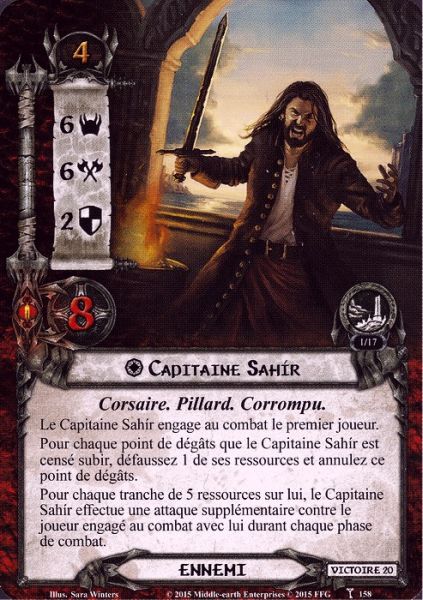 4
6
6
2
8
1/17
Capitaine Sahír
Corsaire. Pillard. Corrompu.
Le Capitaine Sahír engage au combat le premier joueur.
Pour chaque point de dégâts que le Capitaine Sahír est
censé subir, défaussez 1 de ses ressources et annulez ce
point de dégâts.
Pour chaque tranche de 5 ressources sur lui, le Capitaine
Sahír effectue une attaque supplémentaire contre le
joueur engagé au combat avec lui durant chaque phase
de combat.
ENNEMI
VICTOIRE 20
Illus. Sara Winters
© 2015 Middle-earth Enterprises © 2015 FFG
158